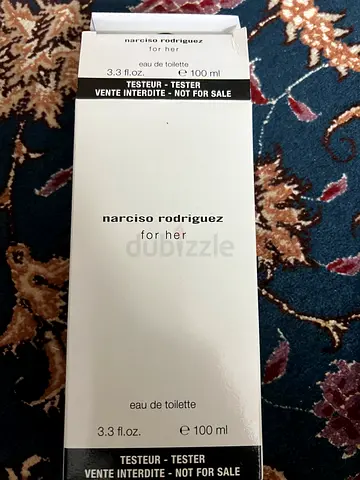 narciso rodriguez
for her
eau de toilette
3.3 fl.oz. ℮ 100 ml
TESTEUR - TESTER
VENTE INTERDITE - NOT FOR SALE
narciso rodriguez
for her
dubizzle
eau de toilette
3.3 fl.oz. ℮ 100 ml
TESTEUR - TESTER
VENTE INTERDITE - NOT FOR SALE